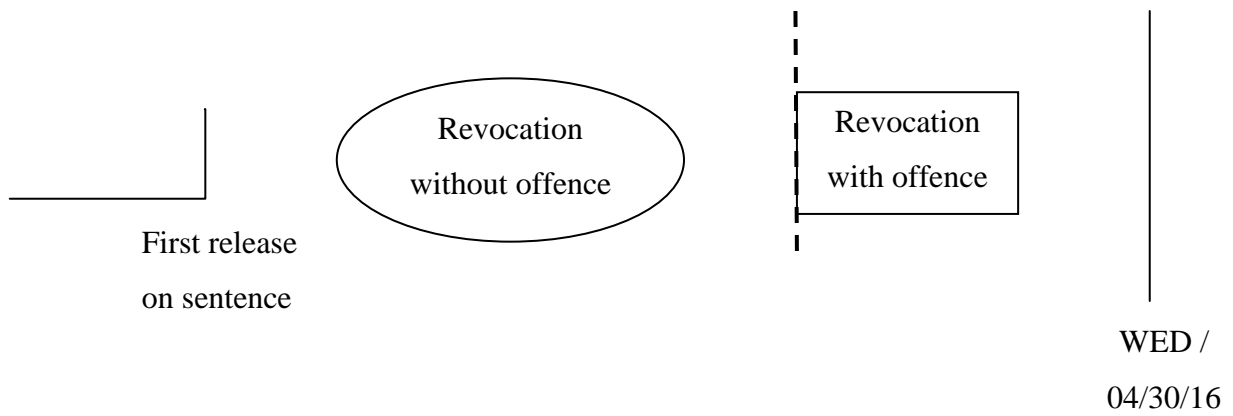 Revocation
without offence
Revocation
with offence
First release
on sentence
WED /
04/30/16